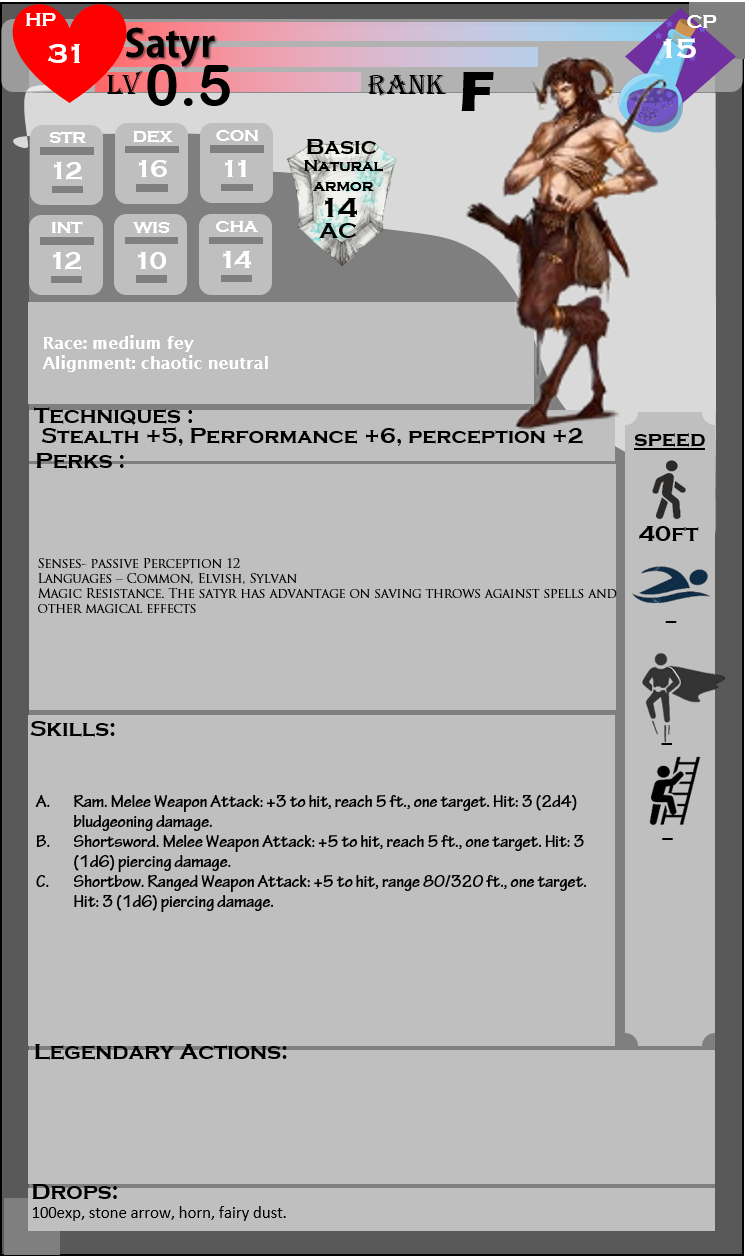 HP
31
Satyr
CP
15
LV 0.5
RANK F
STR
12
DEX
16
CON
11
INT
12
WIS
10
CHA
14
Basic
Natural
armor
14
AC
Race: medium fey
Alignment: chaotic neutral
Techniques :
Stealth +5, Performance +6, perception +2
Perks :
Senses- passive Perception 12
Languages – Common, Elvish, Sylvan
Magic Resistance. The satyr has advantage on saving throws against spells and
other magical effects
SPEED
40FT
–
–
–
Skills:
A. Ram. Melee Weapon Attack: +3 to hit, reach 5 ft., one target. Hit: 3 (2d4)
bludgeoning damage.
B. Shortsword. Melee Weapon Attack: +5 to hit, reach 5 ft., one target. Hit: 3
(1d6) piercing damage.
C. Shortbow. Ranged Weapon Attack: +5 to hit, range 80/320 ft., one target.
Hit: 3 (1d6) piercing damage.
Legendary Actions:
Drops:
100exp, stone arrow, horn, fairy dust.